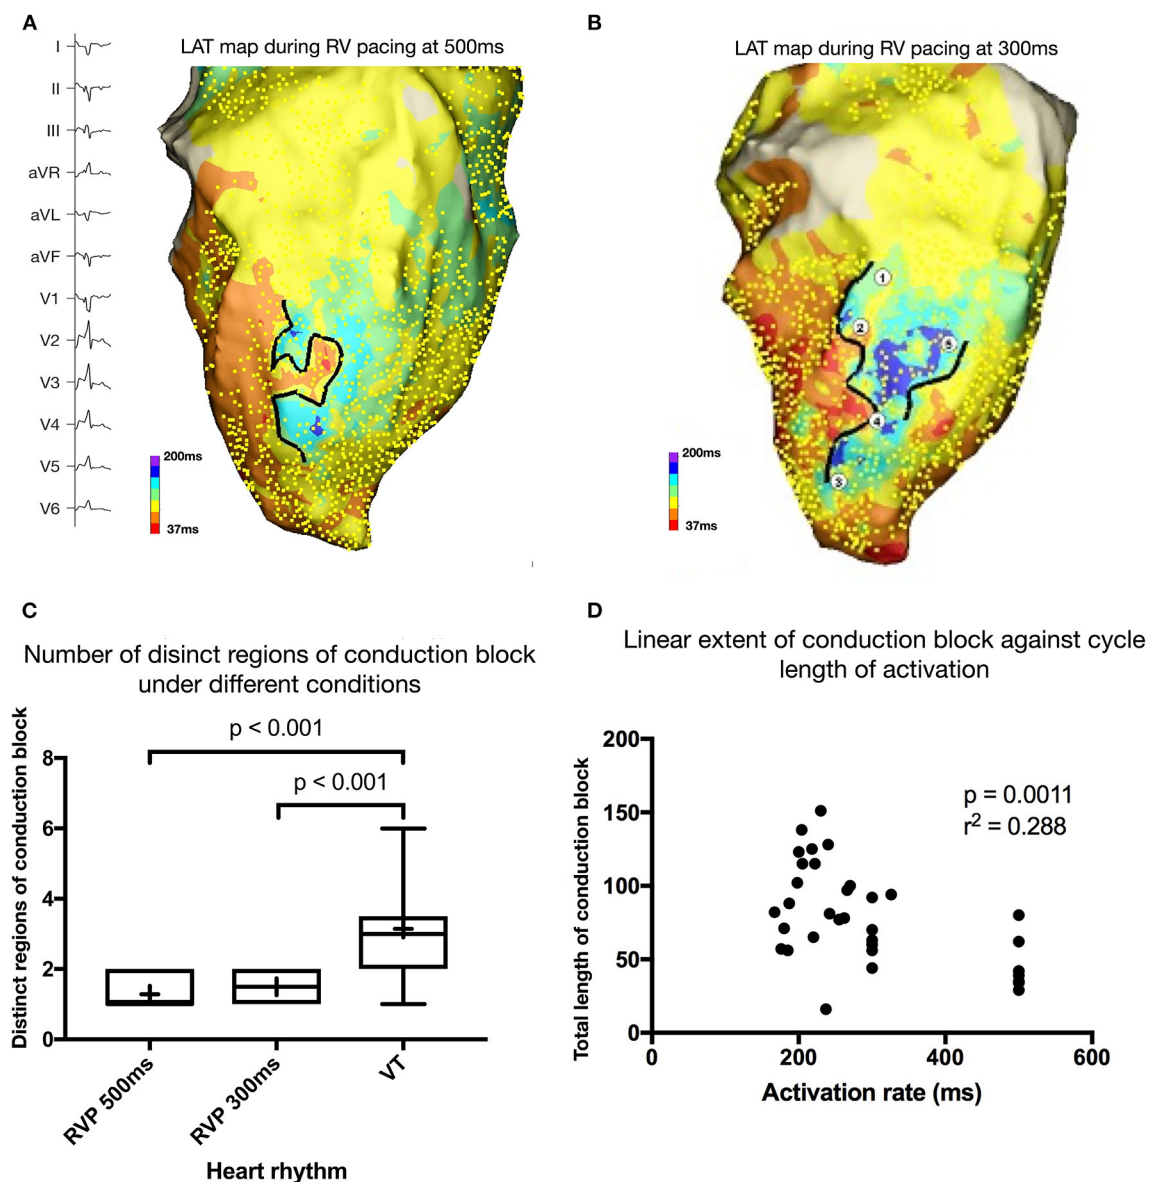 A
B
LAT map during RV pacing at 500ms
LAT map during RV pacing at 300ms
I
II
III
aVR
aVL
aVF
V1
V2
V3
V4
V5
V6
200ms
37ms
1
2
5
4
3
200ms
37ms
C
Number of disinct regions of conduction block
under different conditions
Distinct regions of conduction block
p < 0.001
p < 0.001
8
6
4
2
0
RVP 500ms
RVP 300ms
VT
Heart rhythm
D
Linear extent of conduction block against cycle
length of activation
Total length of conduction block
200
150
100
50
0
p = 0.0011
r² = 0.288
0
200
400
600
Activation rate (ms)